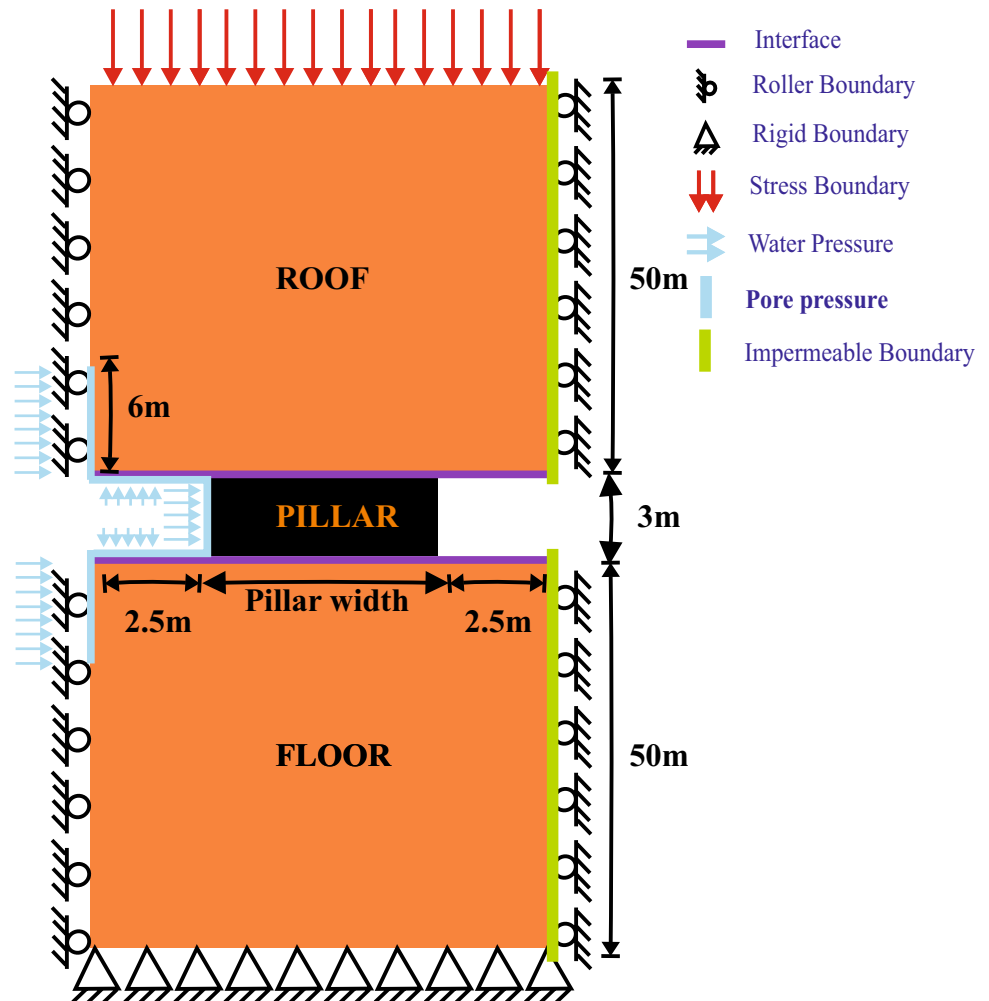 Interface
Roller Boundary
Rigid Boundary
Stress Boundary
Water Pressure
Pore pressure
Impermeable Boundary
ROOF
50m
6m
PILLAR
3m
Pillar width
2.5m
2.5m
FLOOR
50m